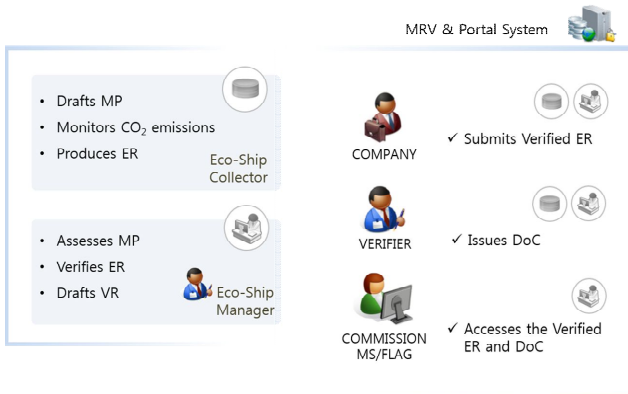 MRV & Portal System
• Drafts MP
• Monitors CO₂ emissions
• Produces ER
Eco-Ship
Collector
• Assesses MP
• Verifies ER
• Drafts VR
Eco-Ship
Manager
COMPANY
✓ Submits Verified ER
VERIFIER
✓ Issues DoC
COMMISSION
MS/FLAG
✓ Accesses the Verified
ER and DoC